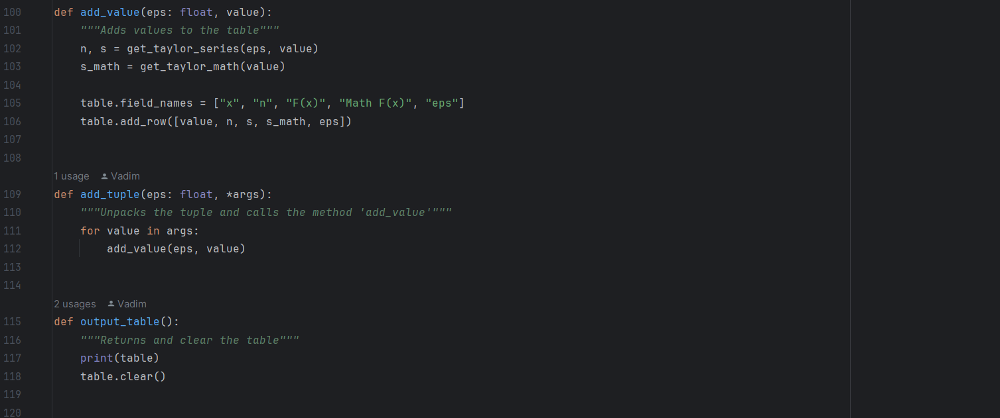 100 def add_value(eps: float, value):
101     """Adds values to the table"""
102     n, s = get_taylor_series(eps, value)
103     s_math = get_taylor_math(value)
104
105     table.field_names = ["x", "n", "F(x)", "Math F(x)", "eps"]
106     table.add_row([value, n, s, s_math, eps])
107
108
1 usage Vadim
109 def add_tuple(eps: float, *args):
110     """Unpacks the tuple and calls the method 'add_value'"""
111     for value in args:
112         add_value(eps, value)
113
114
2 usages Vadim
115 def output_table():
116     """Returns and clear the table"""
117     print(table)
118     table.clear()
119
120